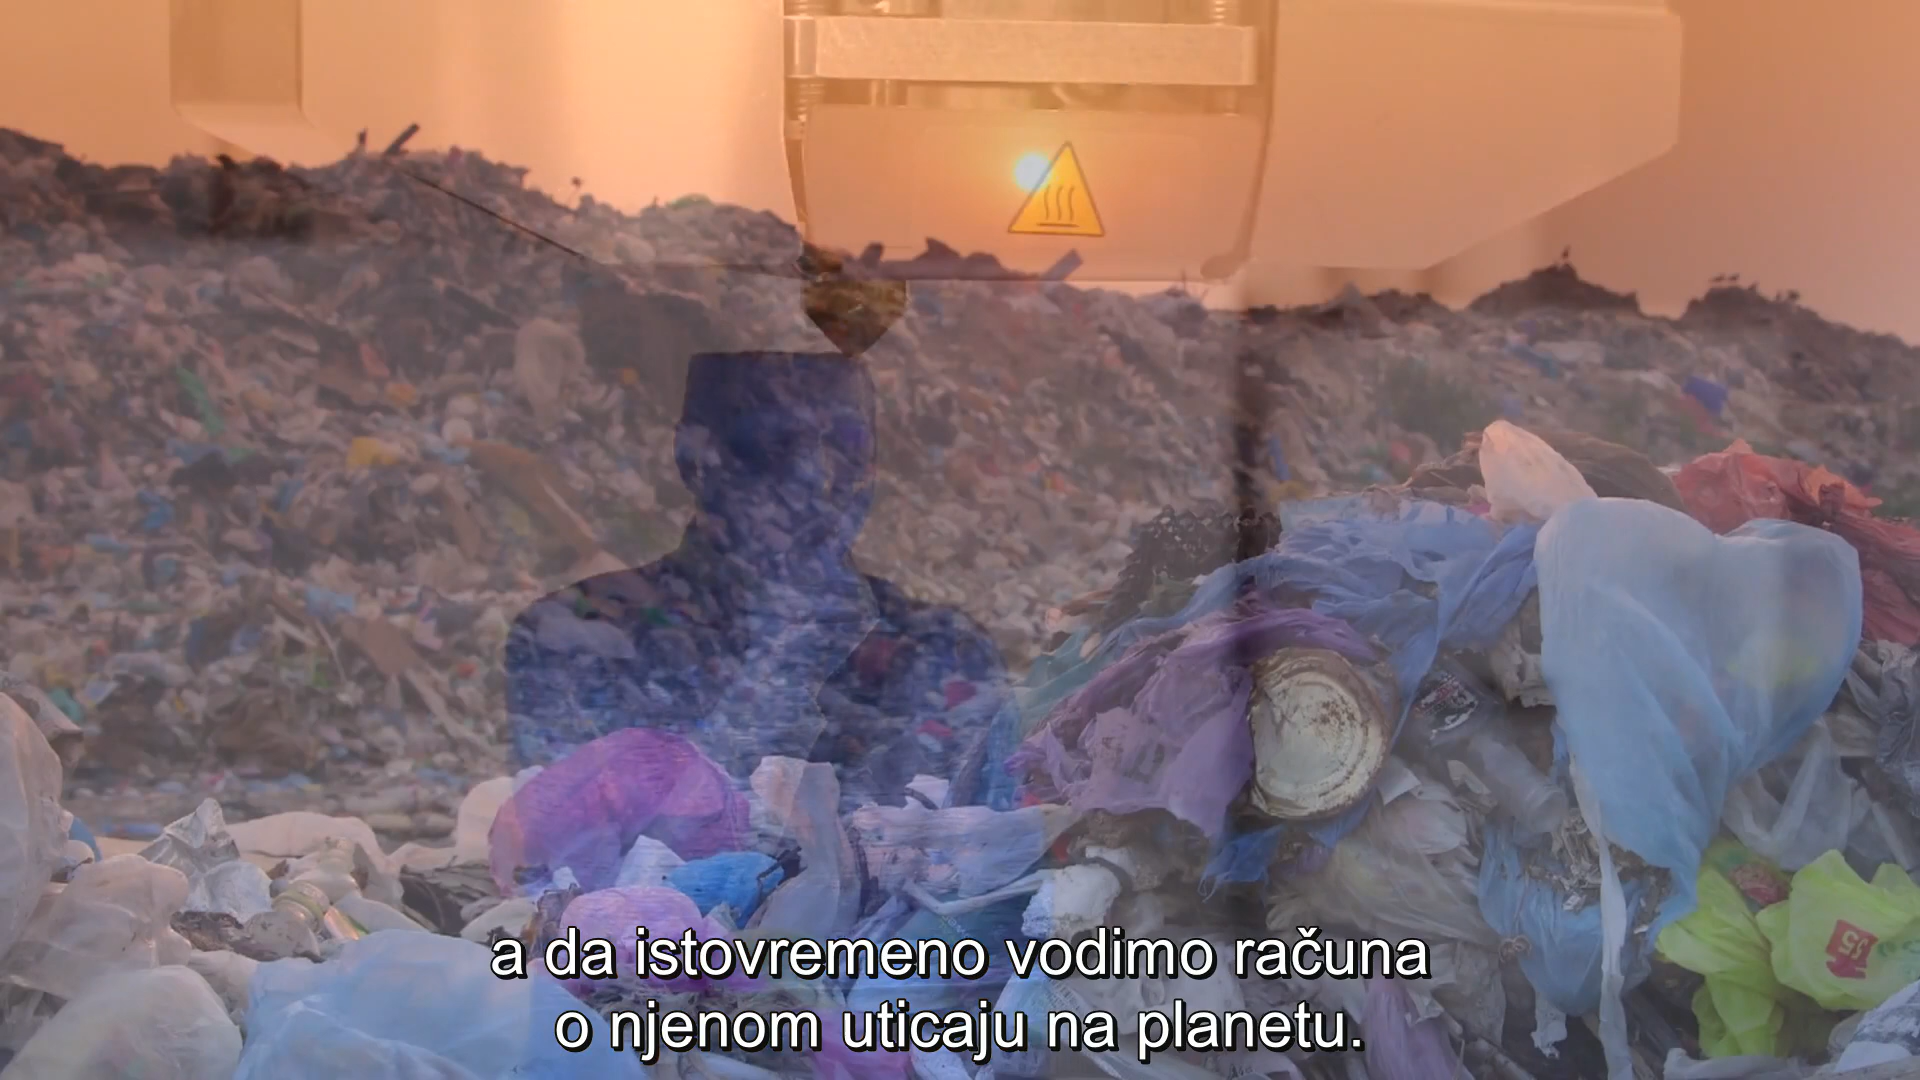 a da istovremeno vodimo računa
o njenom uticaju na planetu.